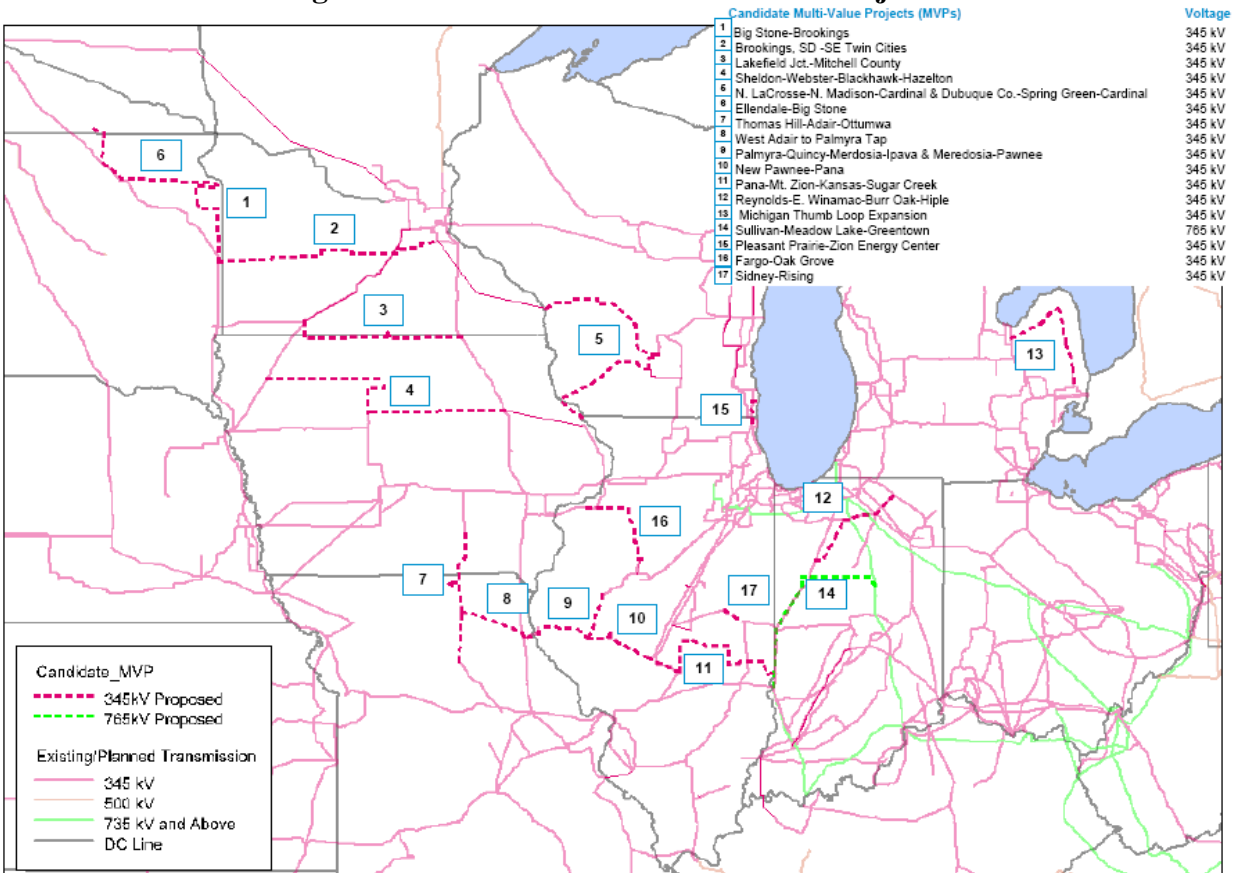 Candidate Multi-Value Projects (MVPs) Voltage
1 Big Stone-Brookings 345 kV
2 Brookings, SD -SE Twin Cities 345 kV
3 Lakefield Jct.-Mitchell County 345 kV
4 Sheldon-Webster-Blackhawk-Hazelton 345 kV
5 N. LaCrosse-N. Madison-Cardinal & Dubuque Co.-Spring Green-Cardinal 345 kV
6 Ellendale-Big Stone 345 kV
7 Thomas Hill-Adair-Ottumwa 345 kV
8 West Adair to Palmyra Tap 345 kV
9 Palmyra-Quincy-Merdosia-Ipava & Meredosia-Pawnee 345 kV
10 New Pawnee-Pana 345 kV
11 Pana-Mt. Zion-Kansas-Sugar Creek 345 kV
12 Reynolds-E. Winamac-Burr Oak-Hiple 345 kV
13 Michigan Thumb Loop Expansion 345 kV
14 Sullivan-Meadow Lake-Greentown 765 kV
15 Pleasant Prairie-Zion Energy Center 345 kV
16 Fargo-Oak Grove 345 kV
17 Sidney-Rising 345 kV
6
1
2
3
5
13
4
15
12
16
7
8
9
10
17
14
11
Candidate_MVP
345kV Proposed
765kV Proposed
Existing/Planned Transmission
345 kV
500 kV
735 kV and Above
DC Line